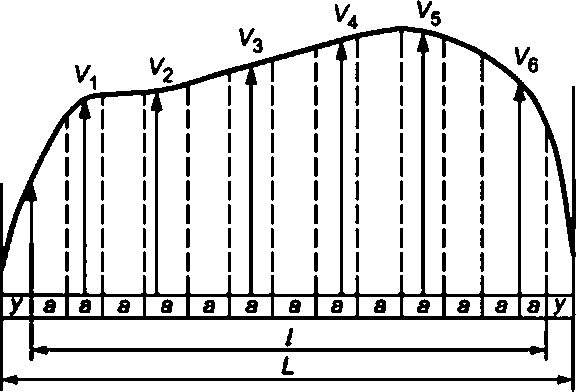 V₄ V₅
V₃
V₁ V₂ V₆
y a a a a a a a a a a a a a y
l
L